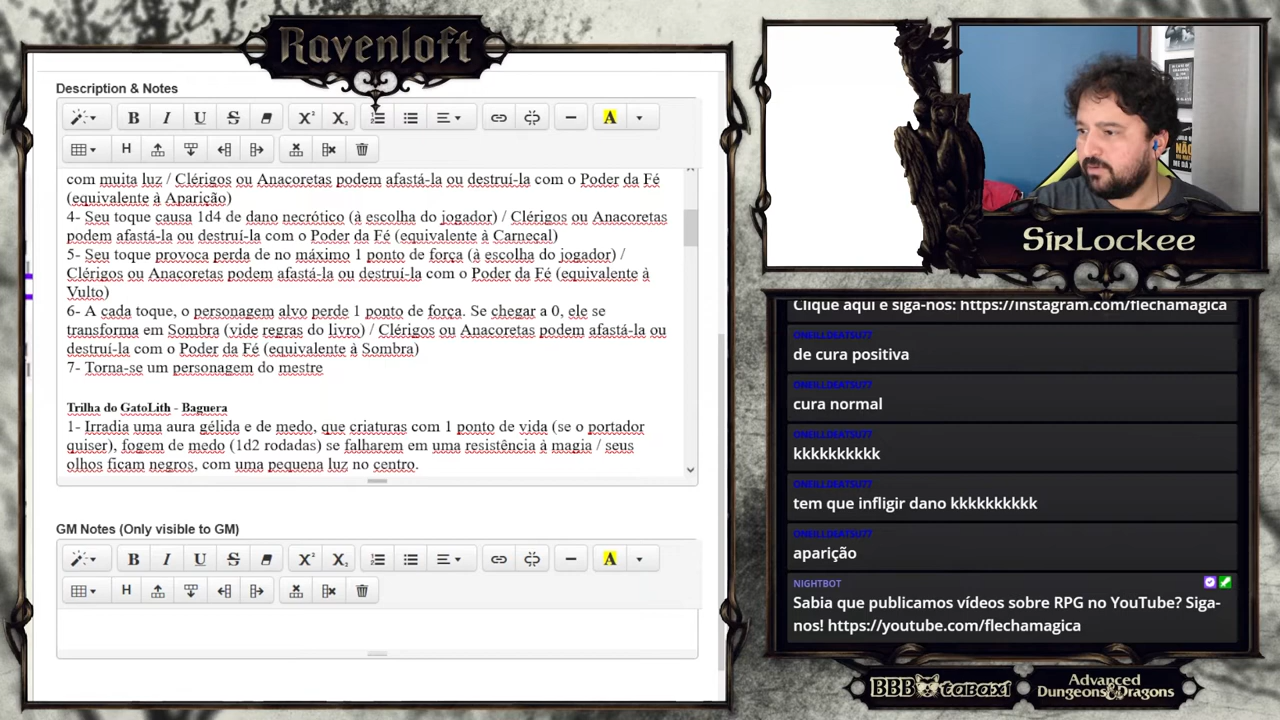 Ravenloft
Description & Notes
B I U S X² X₂ A
H
com muita luz / Clérigos ou Anacoretas podem afastá-la ou destruí-la com o Poder da Fé
(equivalente à Aparição)
4- Seu toque causa 1d4 de dano necrótico (à escolha do jogador) / Clérigos ou Anacoretas
podem afastá-la ou destruí-la com o Poder da Fé (equivalente à Carneçal)
5- Seu toque provoca perda de no máximo 1 ponto de força (à escolha do jogador) /
Clérigos ou Anacoretas podem afastá-la ou destruí-la com o Poder da Fé (equivalente à
Vulto)
6- A cada toque, o personagem alvo perde 1 ponto de força. Se chegar a 0, ele se
transforma em Sombra (vide regras do livro) / Clérigos ou Anacoretas podem afastá-la ou
destruí-la com o Poder da Fé (equivalente à Sombra)
7- Torna-se um personagem do mestre
Trilha do GatoLith - Baguera
1- Irradia uma aura gélida e de medo, que criaturas com 1 ponto de vida (se o portador
quiser), fogem de medo (1d2 rodadas) se falharem em uma resistência à magia / seus
olhos ficam negros, com uma pequena luz no centro.
GM Notes (Only visible to GM)
B I U S X² X₂ A
H
SirLockee
Clique aqui e siga-nos: https://instagram.com/flechamagica
ONEILLDEATSU77
de cura positiva
ONEILLDEATSU77
cura normal
ONEILLDEATSU77
kkkkkkkkkk
ONEILLDEATSU77
tem que infligir dano kkkkkkkkkk
ONEILLDEATSU77
aparição
NIGHTBOT
Sabia que publicamos vídeos sobre RPG no YouTube? Siga-
nos! https://youtube.com/flechamagica
BBB tabaxi
Advanced
Dungeons & Dragons